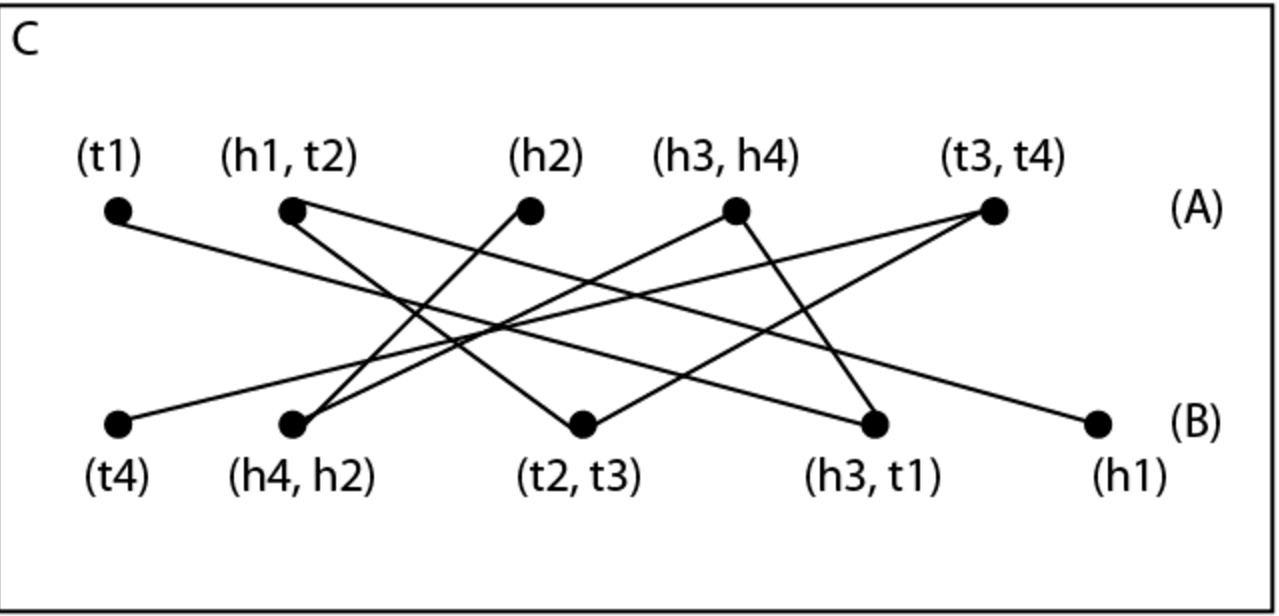 C
(t1) (h1, t2) (h2) (h3, h4) (t3, t4)
(A)
(B)
(t4) (h4, h2) (t2, t3) (h3, t1) (h1)